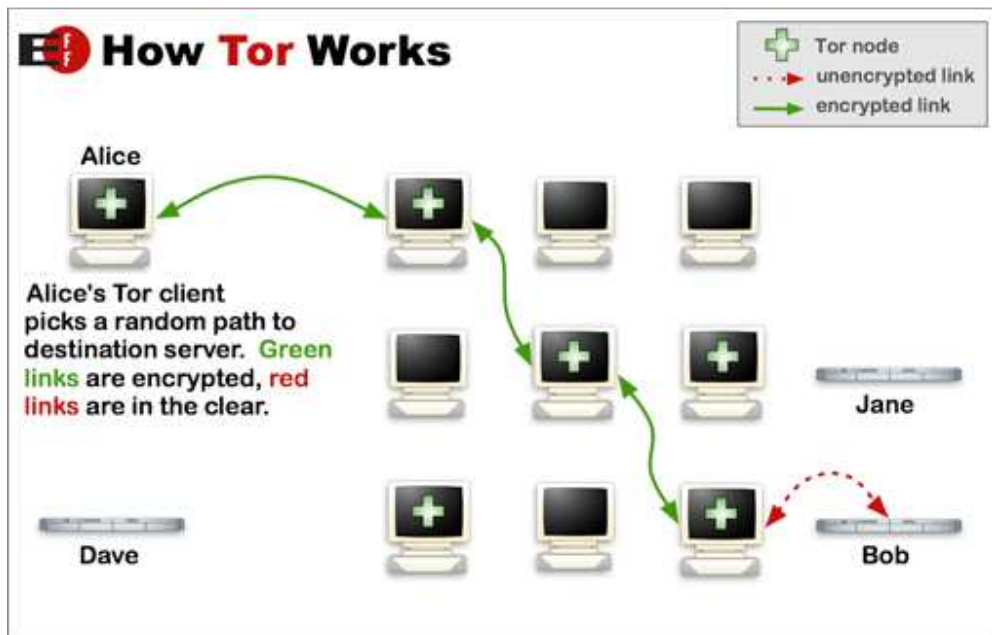 EFF How Tor Works
Tor node
unencrypted link
encrypted link
Alice
Alice's Tor client
picks a random path to
destination server. Green
links are encrypted, red
links are in the clear.
Jane
Dave
Bob